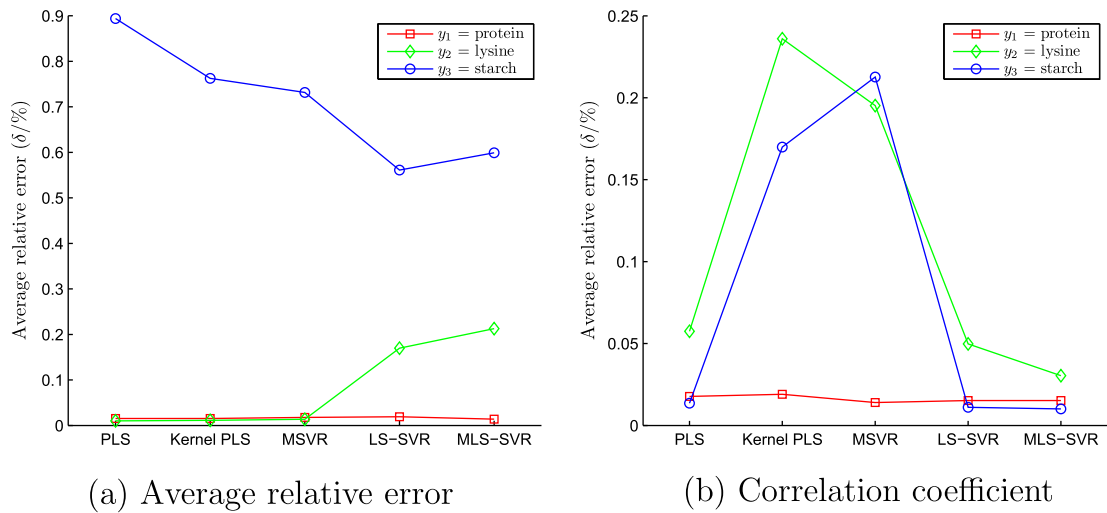 0.9
0.8
0.7
0.6
0.5
0.4
0.3
0.2
0.1
0
Average relative error (δ/%)
PLS Kernel PLS MSVR LS−SVR MLS−SVR
y₁ = protein
y₂ = lysine
y₃ = starch
(a) Average relative error
0.25
0.2
0.15
0.1
0.05
0
Average relative error (δ/%)
PLS Kernel PLS MSVR LS−SVR MLS−SVR
y₁ = protein
y₂ = lysine
y₃ = starch
(b) Correlation coefficient